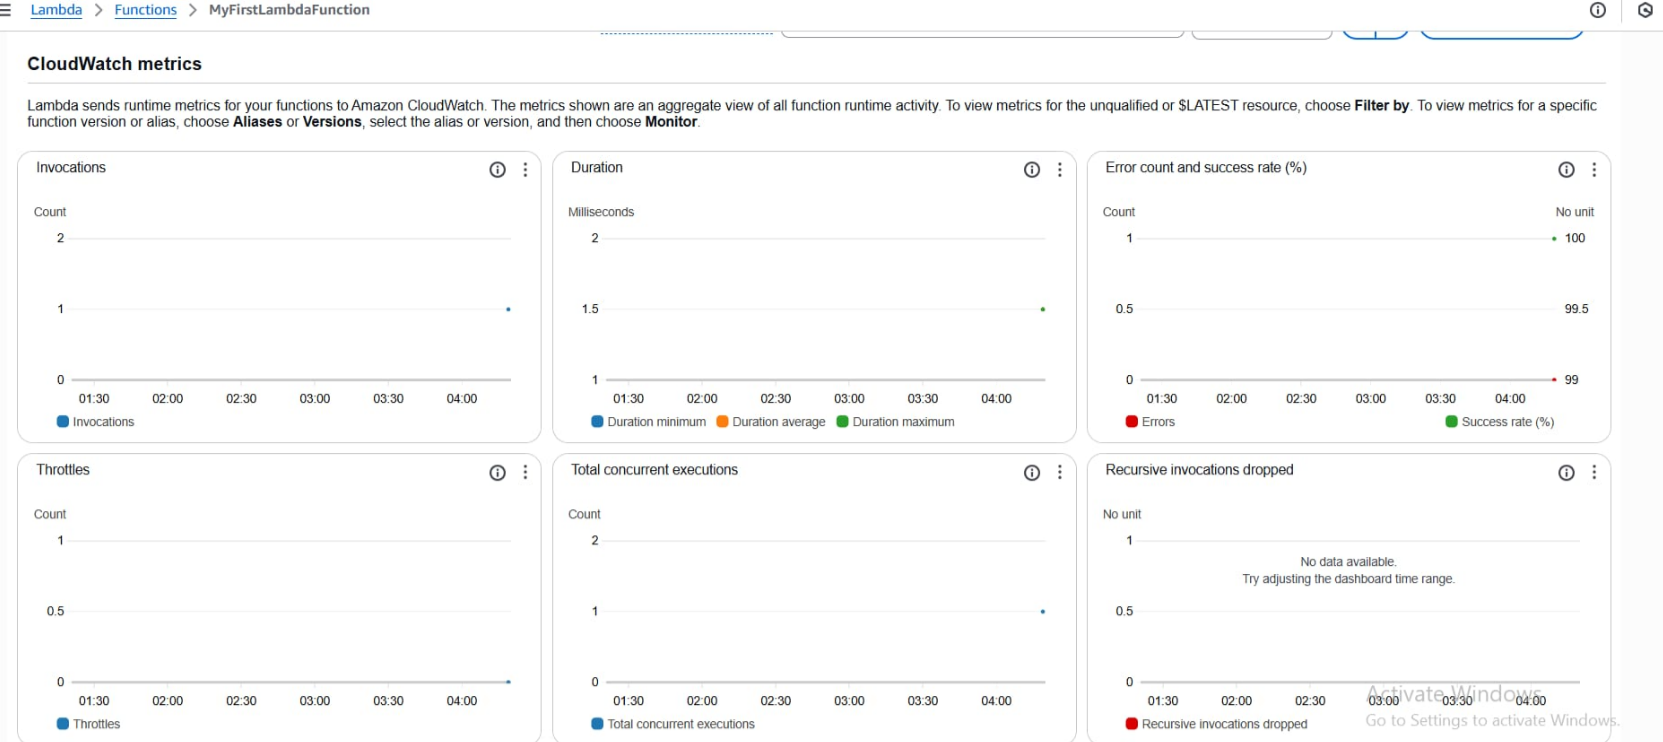 Lambda > Functions > MyFirstLambdaFunction
CloudWatch metrics
Lambda sends runtime metrics for your functions to Amazon CloudWatch. The metrics shown are an aggregate view of all function runtime activity. To view metrics for the unqualified or $LATEST resource, choose Filter by. To view metrics for a specific
function version or alias, choose Aliases or Versions, select the alias or version, and then choose Monitor.
Invocations
Count
2
1
0
01:30 02:00 02:30 03:00 03:30 04:00
Invocations
Duration
Milliseconds
2
1.5
1
01:30 02:00 02:30 03:00 03:30 04:00
Duration minimum Duration average Duration maximum
Error count and success rate (%)
Count No unit
1 100
0.5 99.5
0 99
01:30 02:00 02:30 03:00 03:30 04:00
Errors Success rate (%)
Throttles
Count
1
0.5
0
01:30 02:00 02:30 03:00 03:30 04:00
Throttles
Total concurrent executions
Count
2
1
0
01:30 02:00 02:30 03:00 03:30 04:00
Total concurrent executions
Recursive invocations dropped
No unit
1
No data available.
Try adjusting the dashboard time range.
0.5
0
01:30 02:00 02:30 03:00 03:30 04:00
Recursive invocations dropped
Activate Windows
Go to Settings to activate Windows.